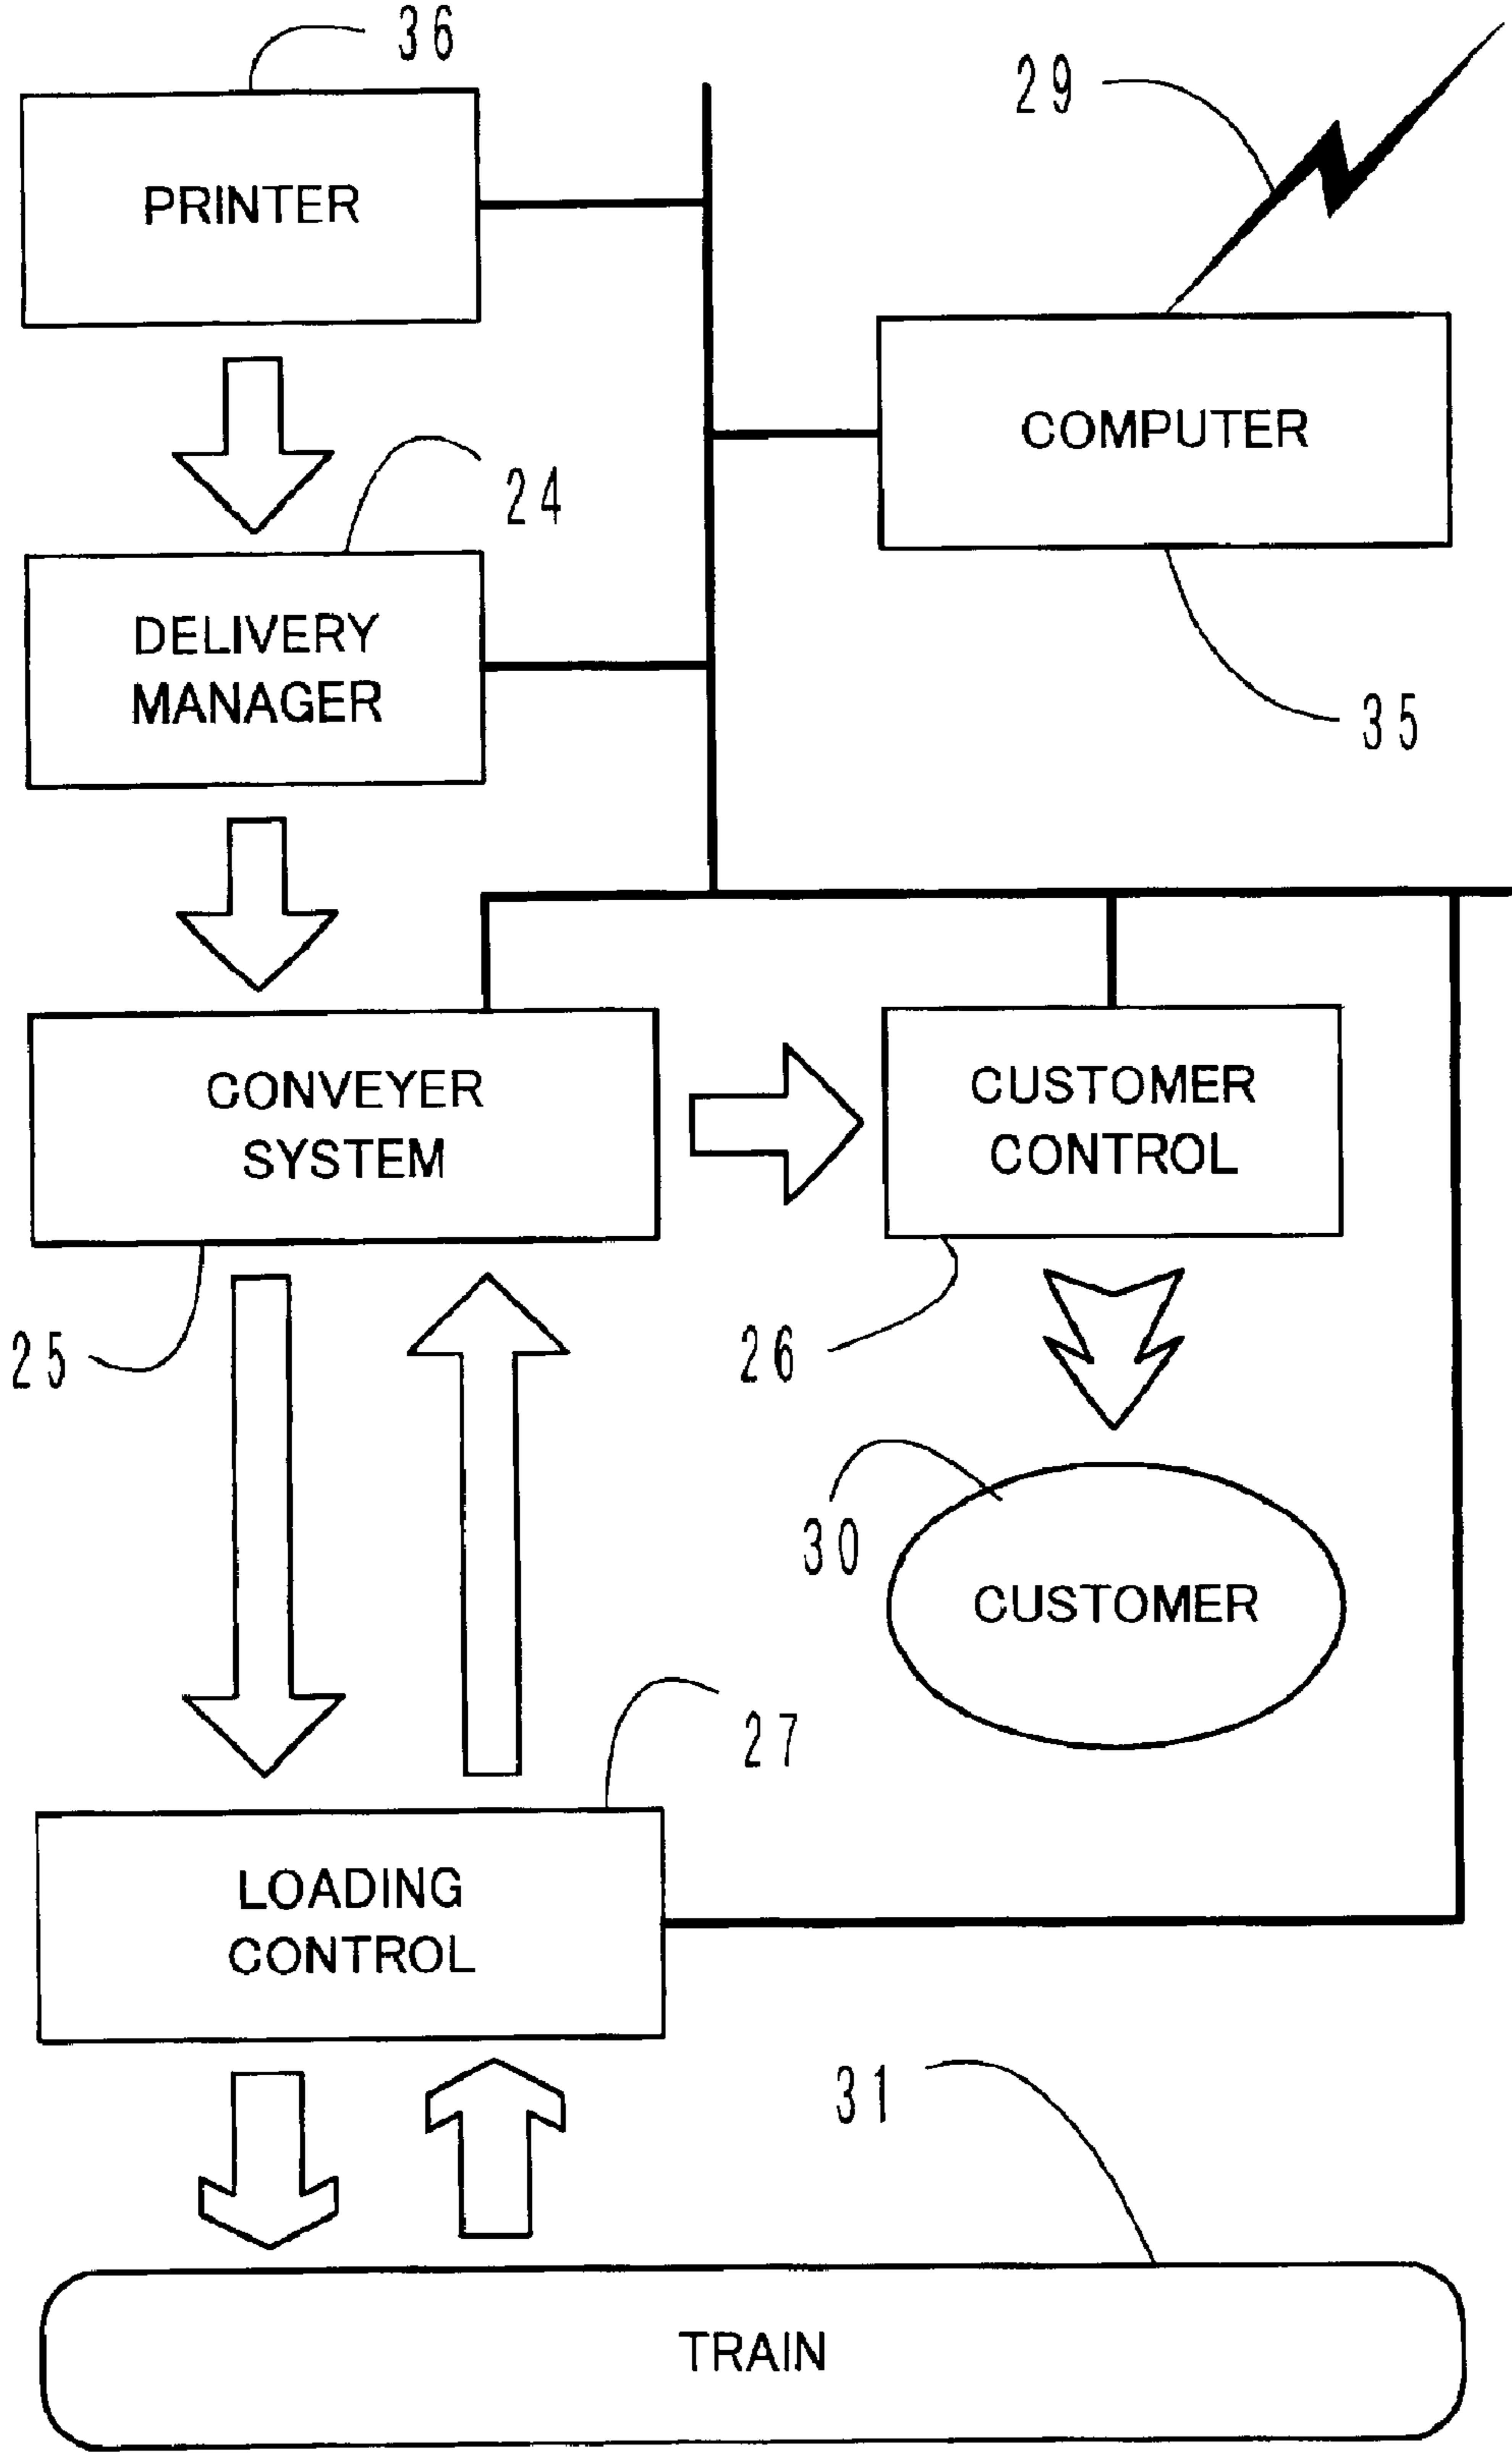 36
29
PRINTER
COMPUTER
24
DELIVERY
MANAGER
35
CONVEYER
SYSTEM
CUSTOMER
CONTROL
25
26
30
CUSTOMER
27
LOADING
CONTROL
31
TRAIN